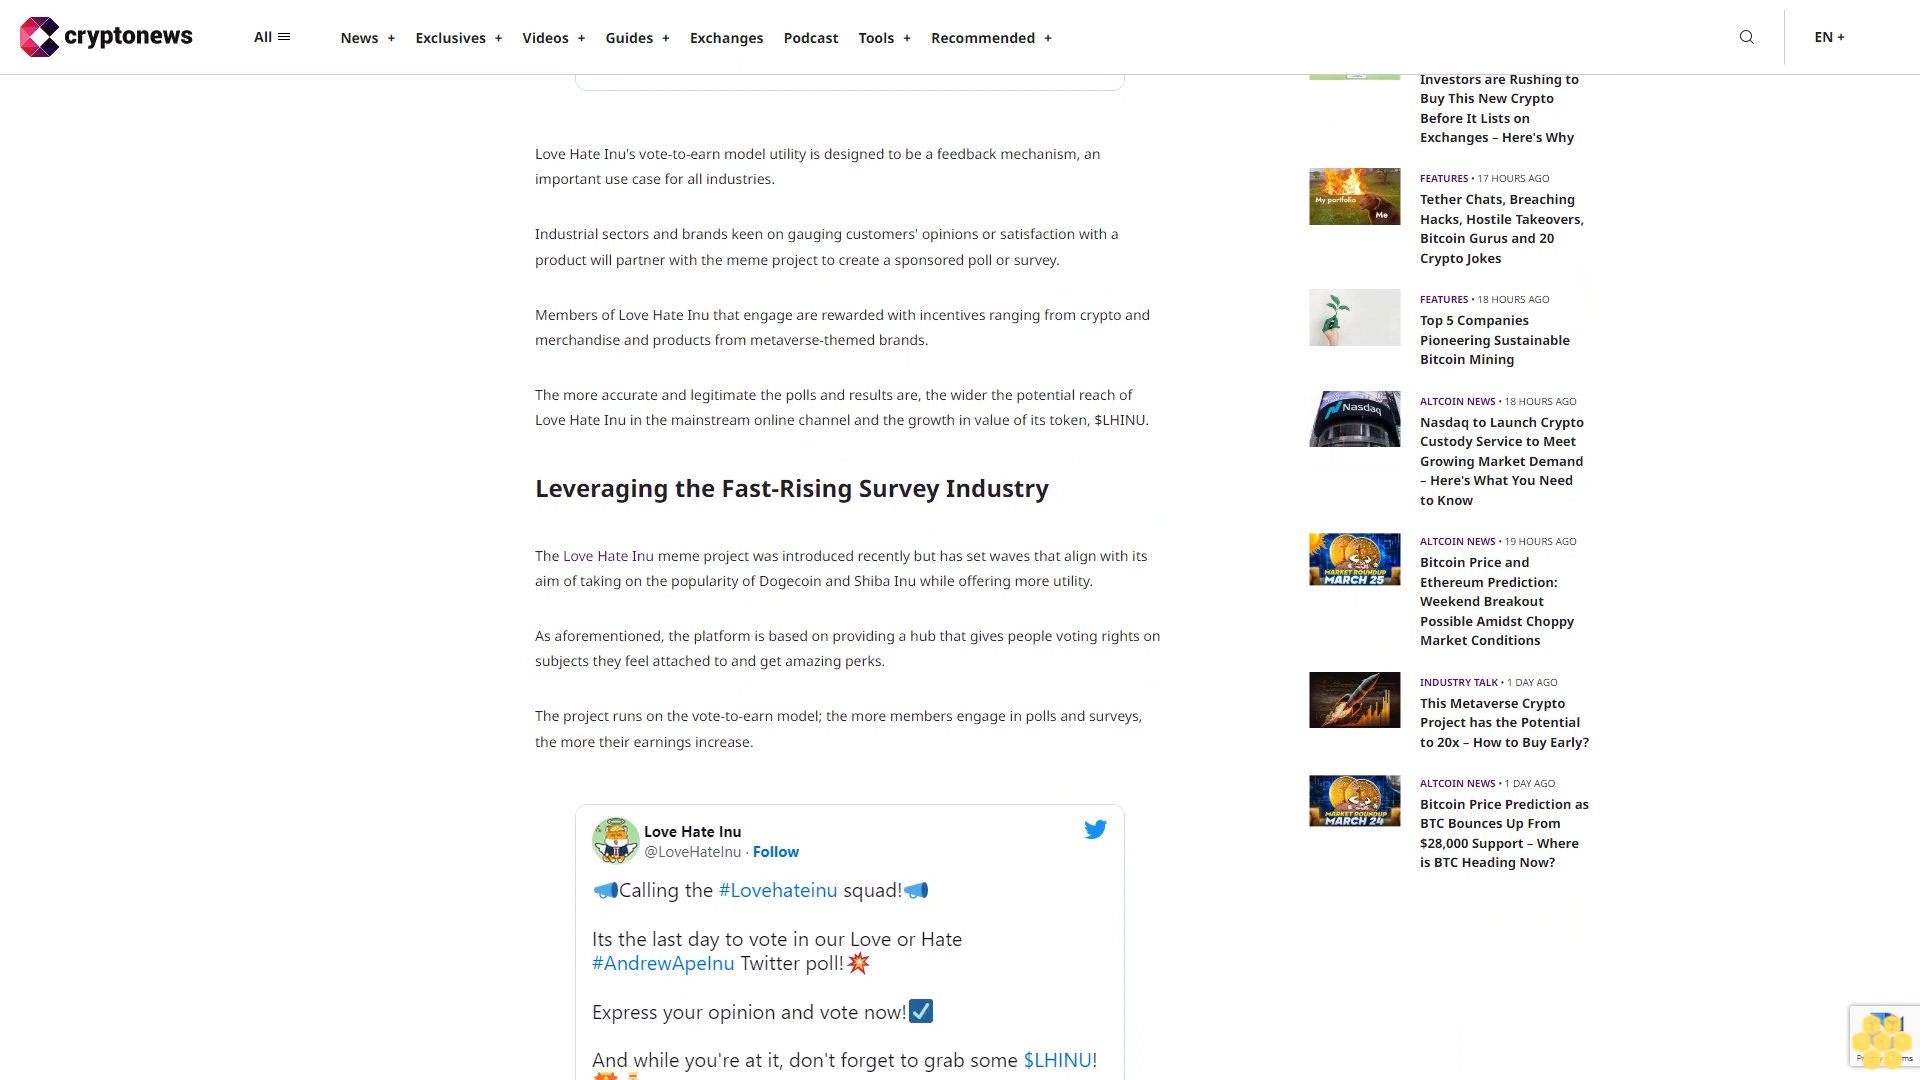 cryptonews
All
News +
Exclusives +
Videos +
Guides +
Exchanges
Podcast
Tools +
Recommended +
EN +
Love Hate Inu's vote-to-earn model utility is designed to be a feedback mechanism, an
important use case for all industries.
Industrial sectors and brands keen on gauging customers' opinions or satisfaction with a
product will partner with the meme project to create a sponsored poll or survey.
Members of Love Hate Inu that engage are rewarded with incentives ranging from crypto and
merchandise and products from metaverse-themed brands.
The more accurate and legitimate the polls and results are, the wider the potential reach of
Love Hate Inu in the mainstream online channel and the growth in value of its token, $LHINU.
Leveraging the Fast-Rising Survey Industry
The Love Hate Inu meme project was introduced recently but has set waves that align with its
aim of taking on the popularity of Dogecoin and Shiba Inu while offering more utility.
As aforementioned, the platform is based on providing a hub that gives people voting rights on
subjects they feel attached to and get amazing perks.
The project runs on the vote-to-earn model; the more members engage in polls and surveys,
the more their earnings increase.
Love Hate Inu
@LoveHateInu · Follow
📣Calling the #Lovehateinu squad!📣
Its the last day to vote in our Love or Hate
#AndrewApeInu Twitter poll!💥
Express your opinion and vote now!☑️
And while you're at it, don't forget to grab some $LHINU!
Investors are Rushing to
Buy This New Crypto
Before It Lists on
Exchanges – Here's Why
My portfolio
Me
FEATURES • 17 HOURS AGO
Tether Chats, Breaching
Hacks, Hostile Takeovers,
Bitcoin Gurus and 20
Crypto Jokes
FEATURES • 18 HOURS AGO
Top 5 Companies
Pioneering Sustainable
Bitcoin Mining
Nasdaq
ALTCOIN NEWS • 18 HOURS AGO
Nasdaq to Launch Crypto
Custody Service to Meet
Growing Market Demand
– Here's What You Need
to Know
MARKET ROUNDUP
MARCH 25
ALTCOIN NEWS • 19 HOURS AGO
Bitcoin Price and
Ethereum Prediction:
Weekend Breakout
Possible Amidst Choppy
Market Conditions
INDUSTRY TALK • 1 DAY AGO
This Metaverse Crypto
Project has the Potential
to 20x – How to Buy Early?
MARKET ROUNDUP
MARCH 24
ALTCOIN NEWS • 1 DAY AGO
Bitcoin Price Prediction as
BTC Bounces Up From
$28,000 Support – Where
is BTC Heading Now?